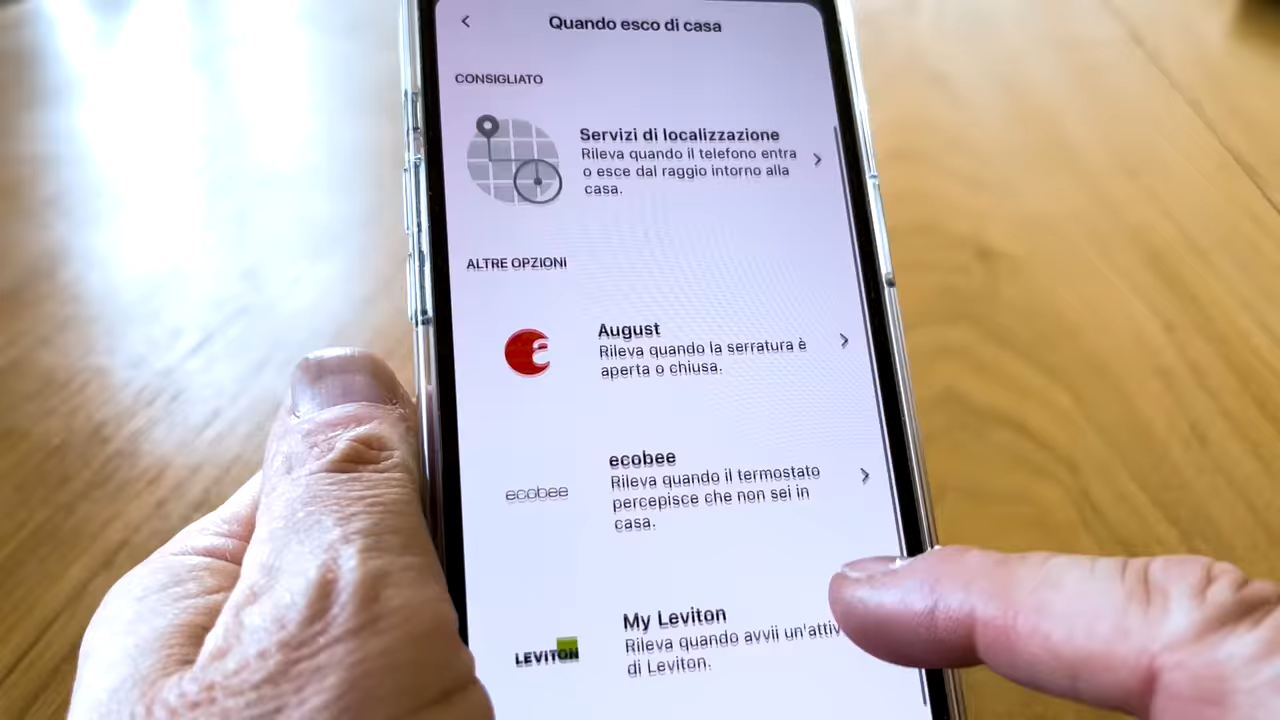 Quando esco di casa
CONSIGLIATO
Servizi di localizzazione
Rileva quando il telefono entra
o esce dal raggio intorno alla
casa.
ALTRE OPZIONI
August
Rileva quando la serratura è
aperta o chiusa.
ecobee
ecobee
Rileva quando il termostato
percepisce che non sei in
casa.
My Leviton
LEVITON
Rileva quando avvii un'attiv
di Leviton.